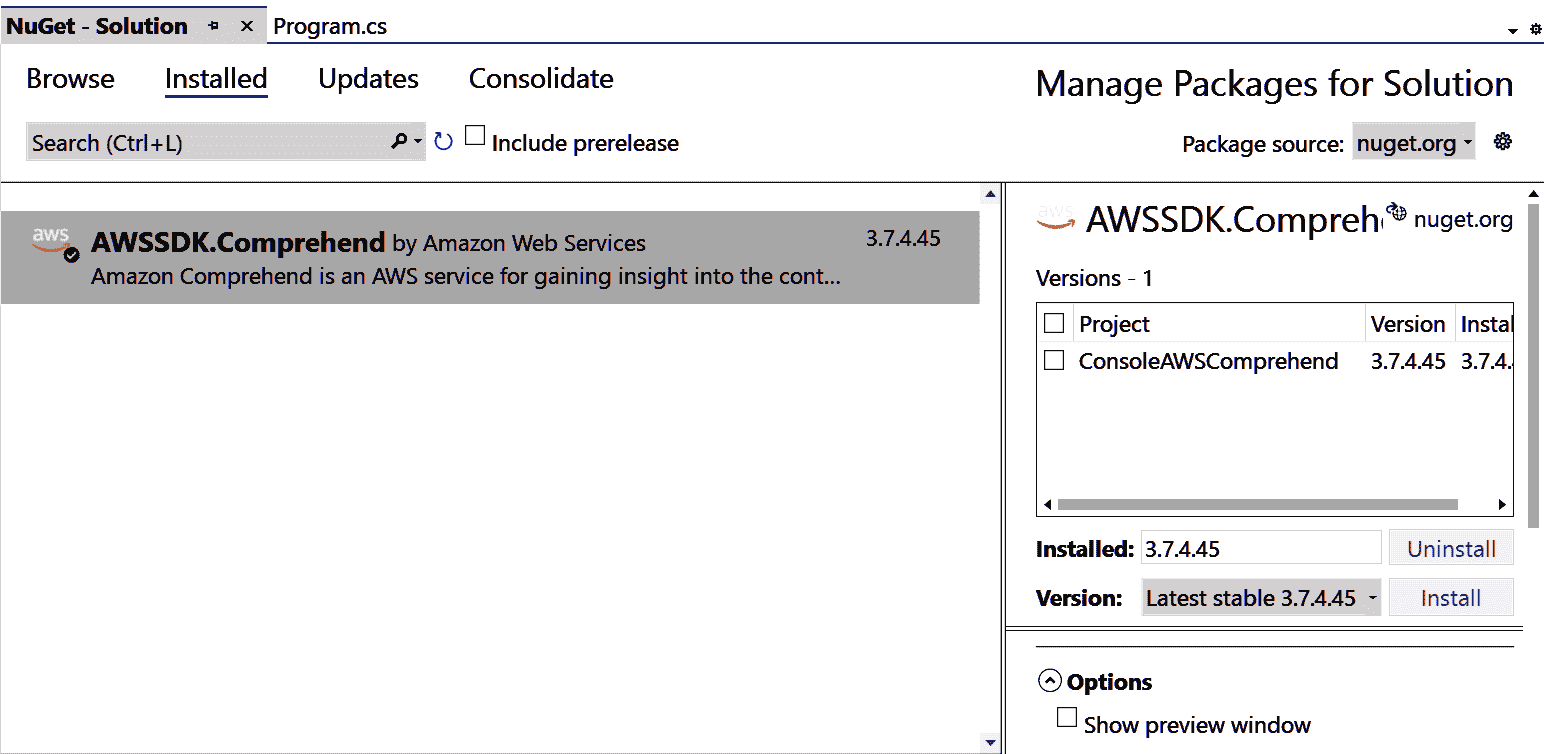 NuGet - Solution Program.cs
Browse Installed Updates Consolidate
Manage Packages for Solution
Search (Ctrl+L) Include prerelease
Package source: nuget.org
aws AWSSDK.Comprehend by Amazon Web Services 3.7.4.45
Amazon Comprehend is an AWS service for gaining insight into the cont...
aws AWSSDK.Compreh nuget.org
Versions - 1
Project Version Instal
ConsoleAWSComprehend 3.7.4.45 3.7.4.
Installed: 3.7.4.45 Uninstall
Version: Latest stable 3.7.4.45 Install
Options
Show preview window